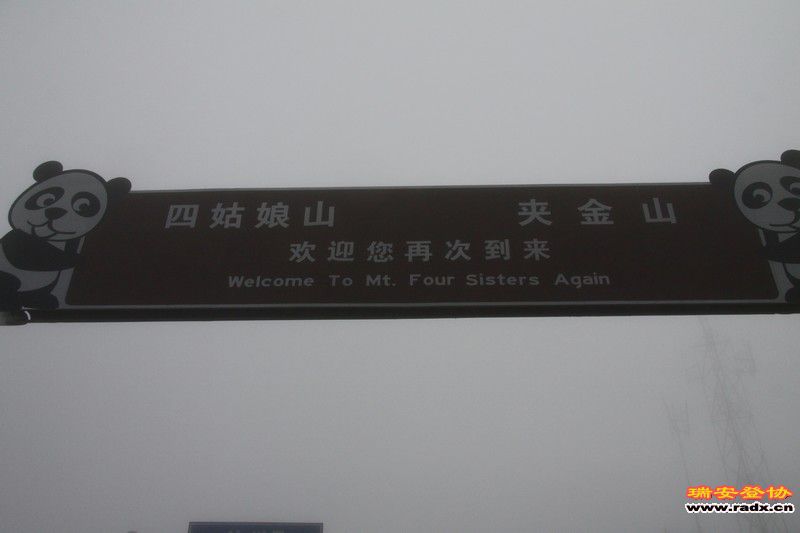 四姑娘山 夹金山
欢迎您再次到来
Welcome To Mt. Four Sisters Again
瑞安登协
www.radx.cn